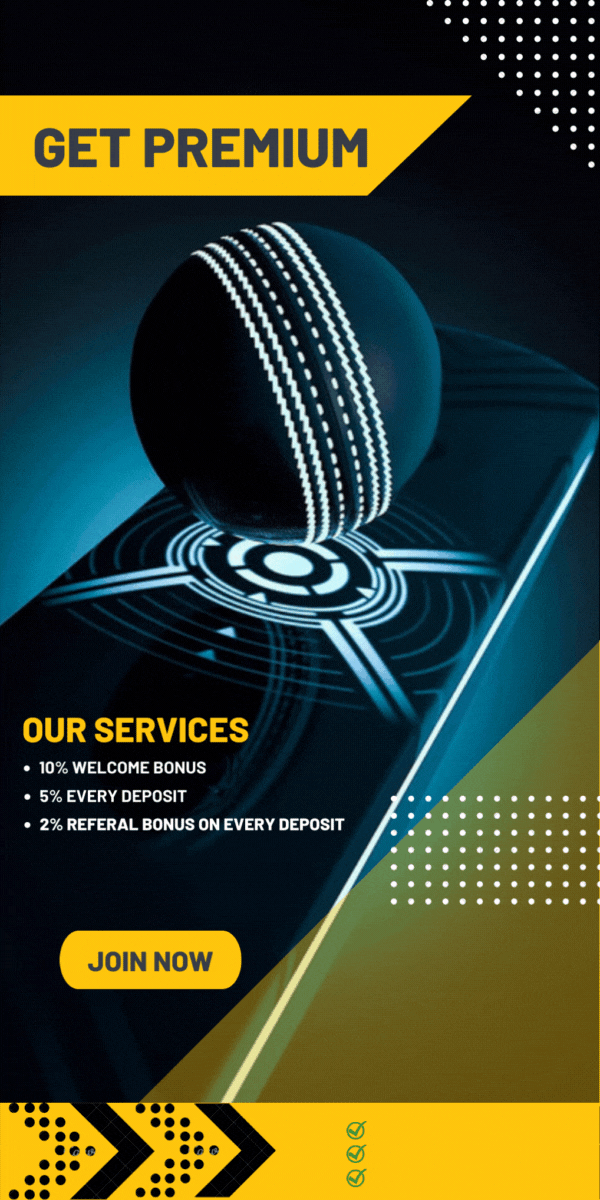 GET PREMIUM
OUR SERVICES
• 10% WELCOME BONUS
• 5% EVERY DEPOSIT
• 2% REFERAL BONUS ON EVERY DEPOSIT
JOIN NOW